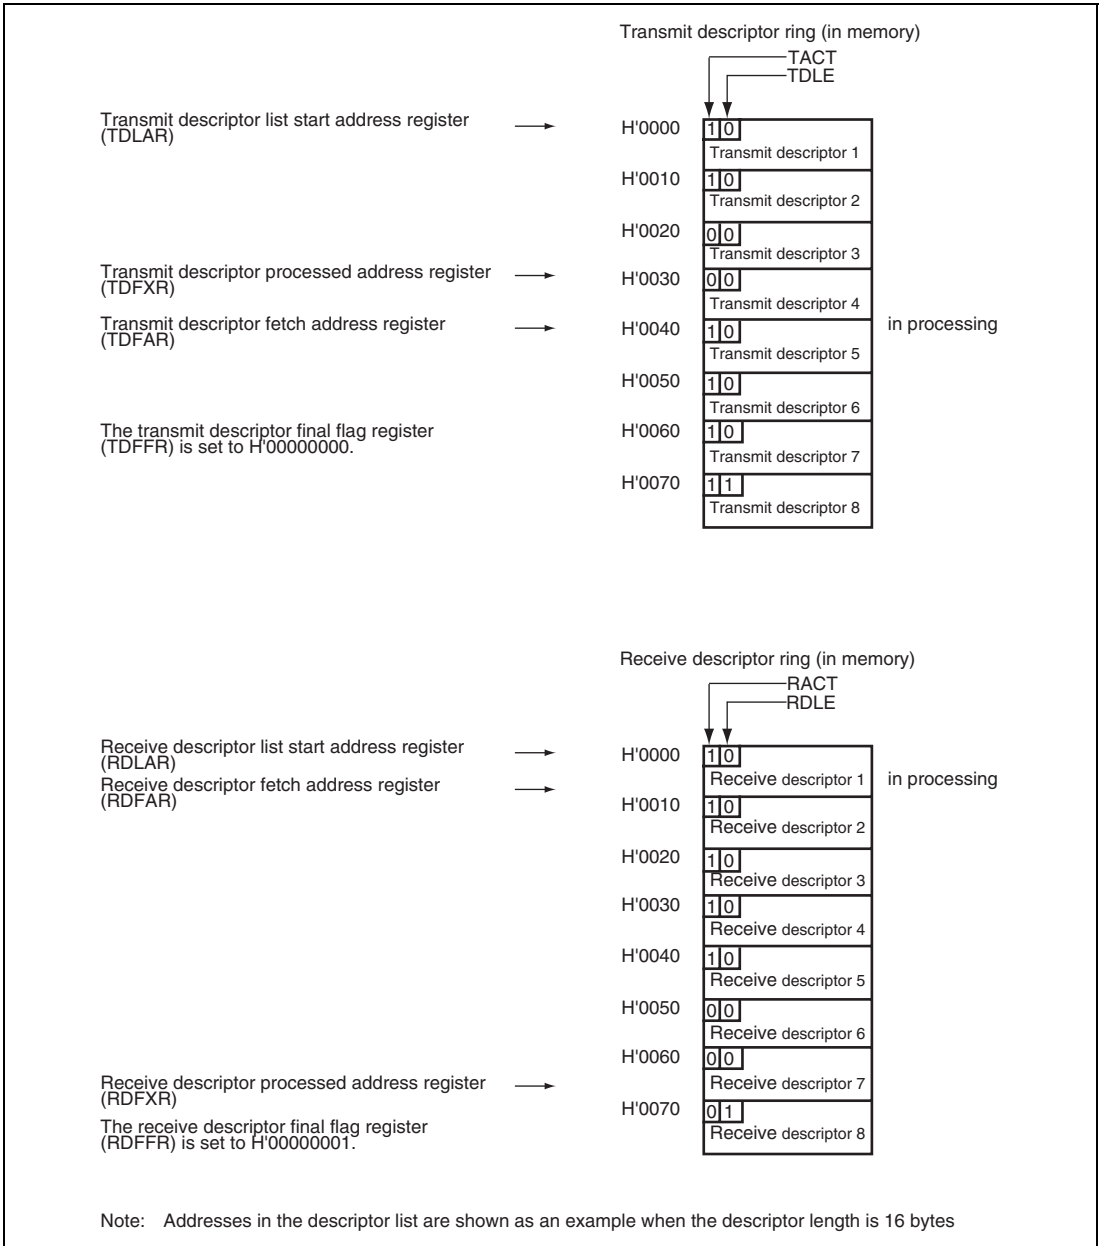 Transmit descriptor ring (in memory)
TACT
TDLE
Transmit descriptor list start address register
(TDLAR)
H'0000
1 0
Transmit descriptor 1
H'0010
1 0
Transmit descriptor 2
H'0020
0 0
Transmit descriptor 3
Transmit descriptor processed address register
(TDFXR)
H'0030
0 0
Transmit descriptor 4
Transmit descriptor fetch address register
(TDFAR)
H'0040
1 0
Transmit descriptor 5
in processing
H'0050
1 0
Transmit descriptor 6
The transmit descriptor final flag register
(TDFFR) is set to H'00000000.
H'0060
1 0
Transmit descriptor 7
H'0070
1 1
Transmit descriptor 8
Receive descriptor ring (in memory)
RACT
RDLE
Receive descriptor list start address register
(RDLAR)
H'0000
1 0
Receive descriptor 1
in processing
Receive descriptor fetch address register
(RDFAR)
H'0010
1 0
Receive descriptor 2
H'0020
1 0
Receive descriptor 3
H'0030
1 0
Receive descriptor 4
H'0040
1 0
Receive descriptor 5
H'0050
0 0
Receive descriptor 6
H'0060
0 0
Receive descriptor 7
Receive descriptor processed address register
(RDFXR)
H'0070
0 1
Receive descriptor 8
The receive descriptor final flag register
(RDFFR) is set to H'00000001.
Note: Addresses in the descriptor list are shown as an example when the descriptor length is 16 bytes